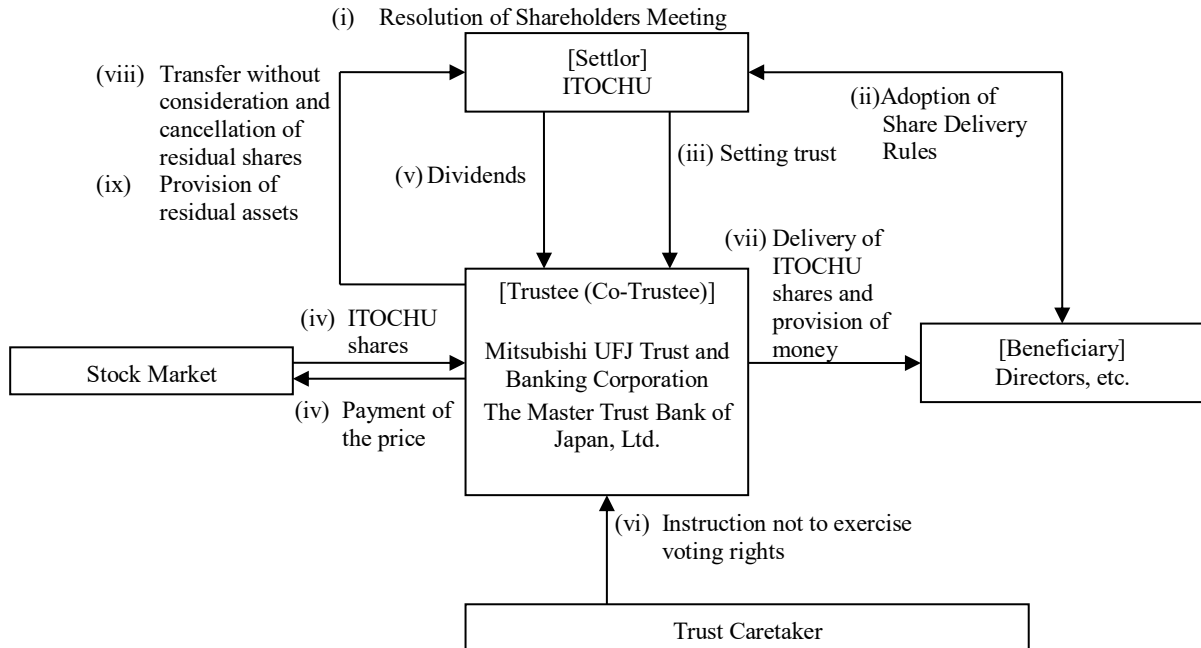 (i) Resolution of Shareholders Meeting
[Settlor]
ITOCHU
(viii) Transfer without
consideration and
cancellation of
residual shares
(ix) Provision of
residual assets
(ii)Adoption of
Share Delivery
Rules
(v) Dividends
(iii) Setting trust
(vii) Delivery of
ITOCHU
shares and
provision of
money
[Trustee (Co-Trustee)]
Mitsubishi UFJ Trust and
Banking Corporation
The Master Trust Bank of
Japan, Ltd.
(iv) ITOCHU
shares
Stock Market
(iv) Payment of
the price
[Beneficiary]
Directors, etc.
(vi) Instruction not to exercise
voting rights
Trust Caretaker